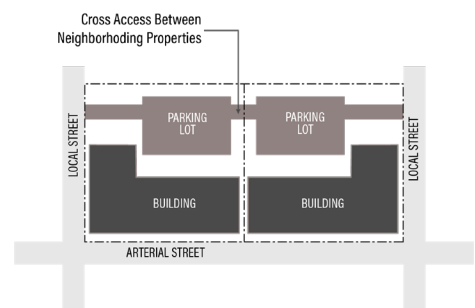 Cross Access Between
Neighborhoding Properties
LOCAL STREET
PARKING
LOT
PARKING
LOT
LOCAL STREET
BUILDING
BUILDING
ARTERIAL STREET